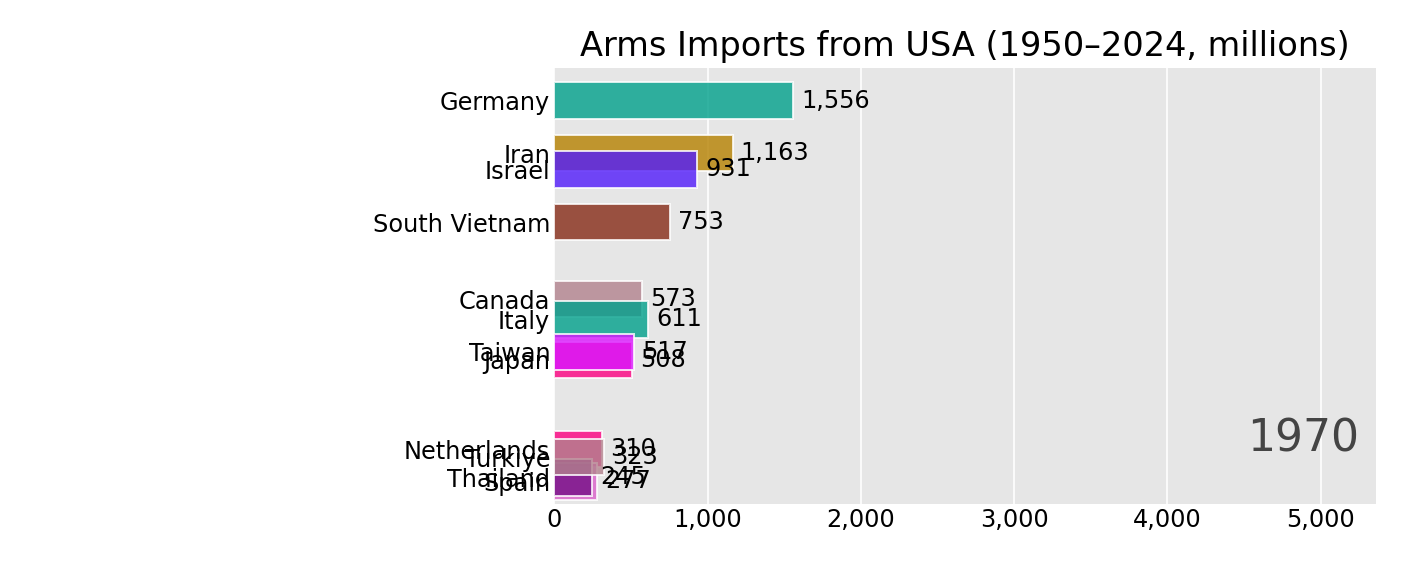 Arms Imports from USA (1950–2024, millions)
Germany 1,556
Iran 1,163
Israel 931
South Vietnam 753
Canada 573
Italy 611
Taiwan 517
Japan 508
Netherlands 310
Türkiye 323
Thailand 245
Spain 277
1970
0 1,000 2,000 3,000 4,000 5,000